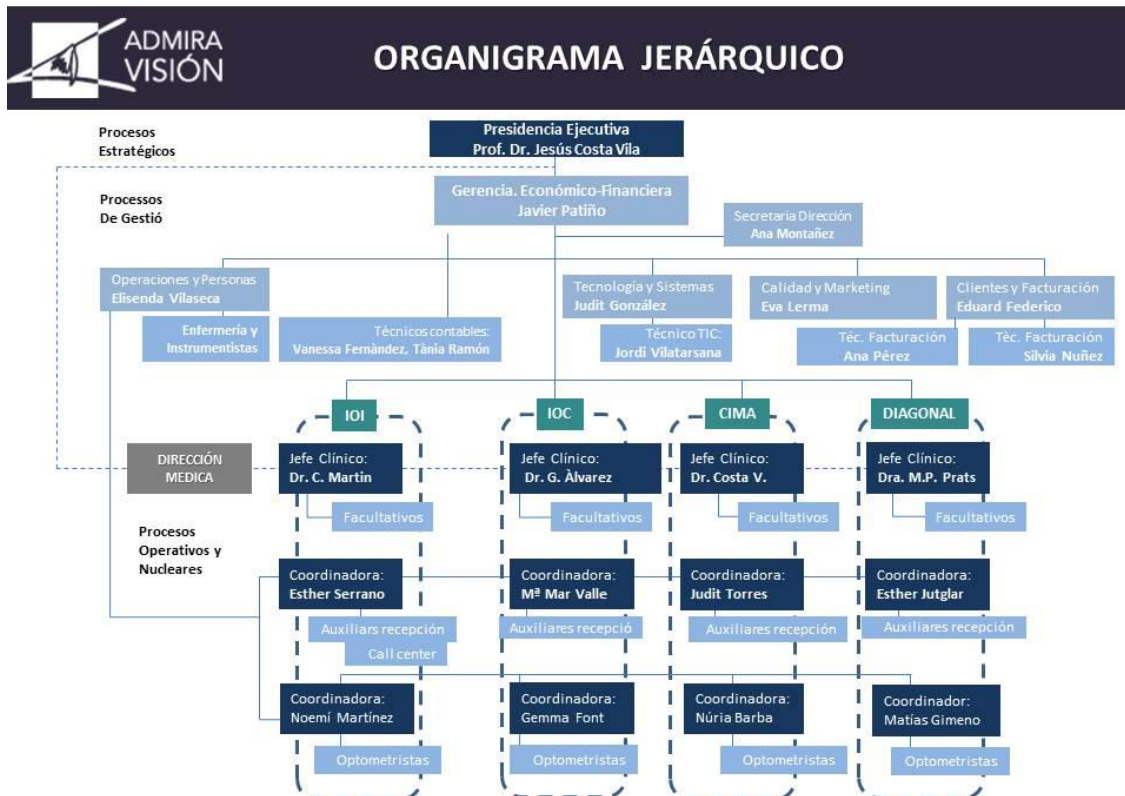 ADMIRA
VISIÓN
ORGANIGRAMA JERÁRQUICO
Procesos
Estratégicos
Presidencia Ejecutiva
Prof. Dr. Jesús Costa Vila
Processos
De Gestió
Gerencia. Económico-Financiera
Javier Patiño
Secretaria Dirección
Ana Montañez
Operaciones y Personas
Elisenda Vilaseca
Tecnología y Sistemas
Judit González
Calidad y Marketing
Eva Lerma
Clientes y Facturación
Eduard Federico
Enfermería y
Instrumentistas
Técnicos contables:
Vanessa Fernàndez, Tània Ramón
Técnico TIC:
Jordi Vilatarsana
Téc. Facturación
Ana Pérez
Tèc. Facturación
Silvia Nuñez
IOI
IOC
CIMA
DIAGONAL
DIRECCIÓN
MEDICA
Jefe Clínico:
Dr. C. Martin
Jefe Clínico:
Dr. G. Àlvarez
Jefe Clínico:
Dr. Costa V.
Jefe Clínico:
Dra. M.P. Prats
Facultativos
Facultativos
Facultativos
Facultativos
Procesos
Operativos y
Nucleares
Coordinadora:
Esther Serrano
Coordinadora:
Mª Mar Valle
Coordinadora:
Judit Torres
Coordinadora:
Esther Jutglar
Auxiliars recepción
Auxiliares recepció
Auxiliares recepción
Auxiliares recepción
Call center
Coordinadora:
Noemí Martínez
Coordinadora:
Gemma Font
Coordinadora:
Núria Barba
Coordinador:
Matías Gimeno
Optometristas
Optometristas
Optometristas
Optometristas